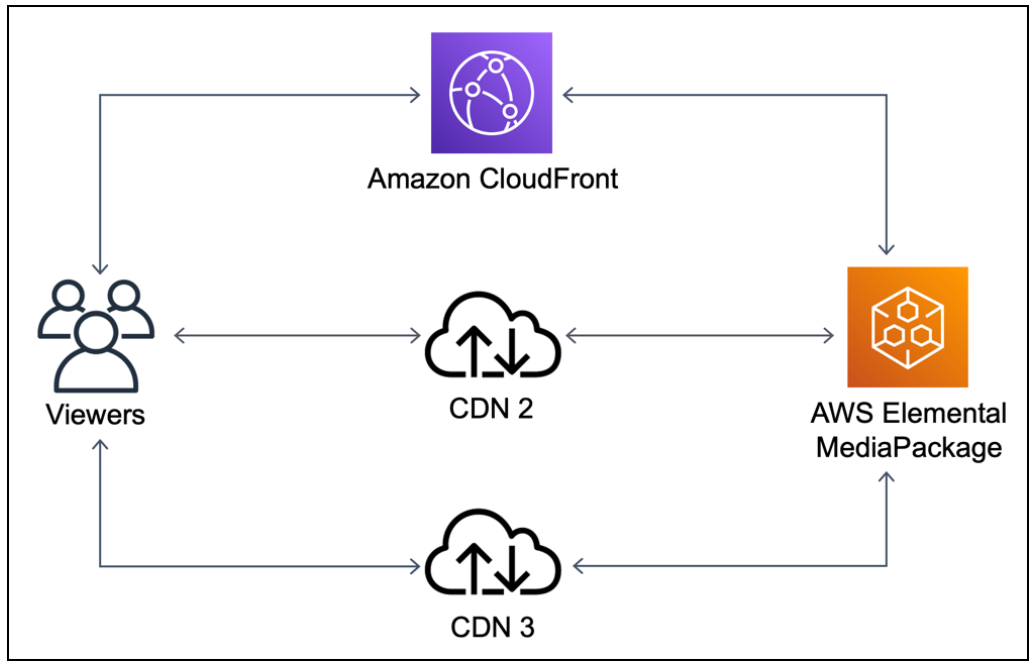 Amazon CloudFront
Viewers
CDN 2
AWS Elemental
MediaPackage
CDN 3